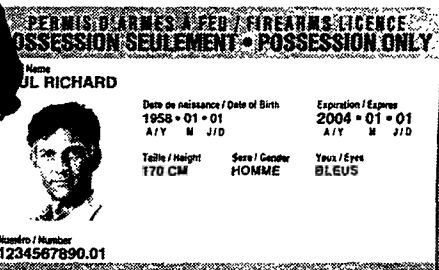 PERMIS D'ARMES À FEU / FIREARMS LICENCE
POSSESSION SEULEMENT • POSSESSION ONLY
Name
UL RICHARD
Date de naissance / Date of Birth
1958 • 01 • 01
A/Y M J/D
Expiration / Expires
2004 • 01 • 01
A/Y M J/D
Taille / Height
170 CM
Sexe / Gender
HOMME
Yeux / Eyes
BLEUS
Numéro / Number
1234567890.01